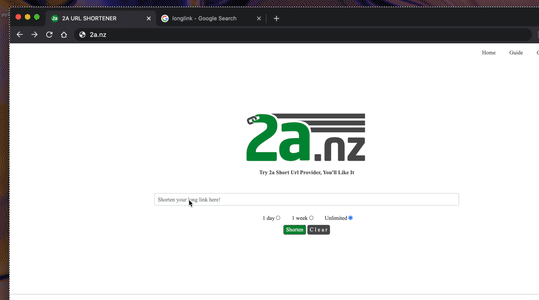 2a 2A URL SHORTENER
longlink - Google Search
2a.nz
Home Guide
2a.nz
Try 2a Short Url Provider, You'll Like It
Shorten your long link here!
1 day 1 week Unlimited
Shorten Clear